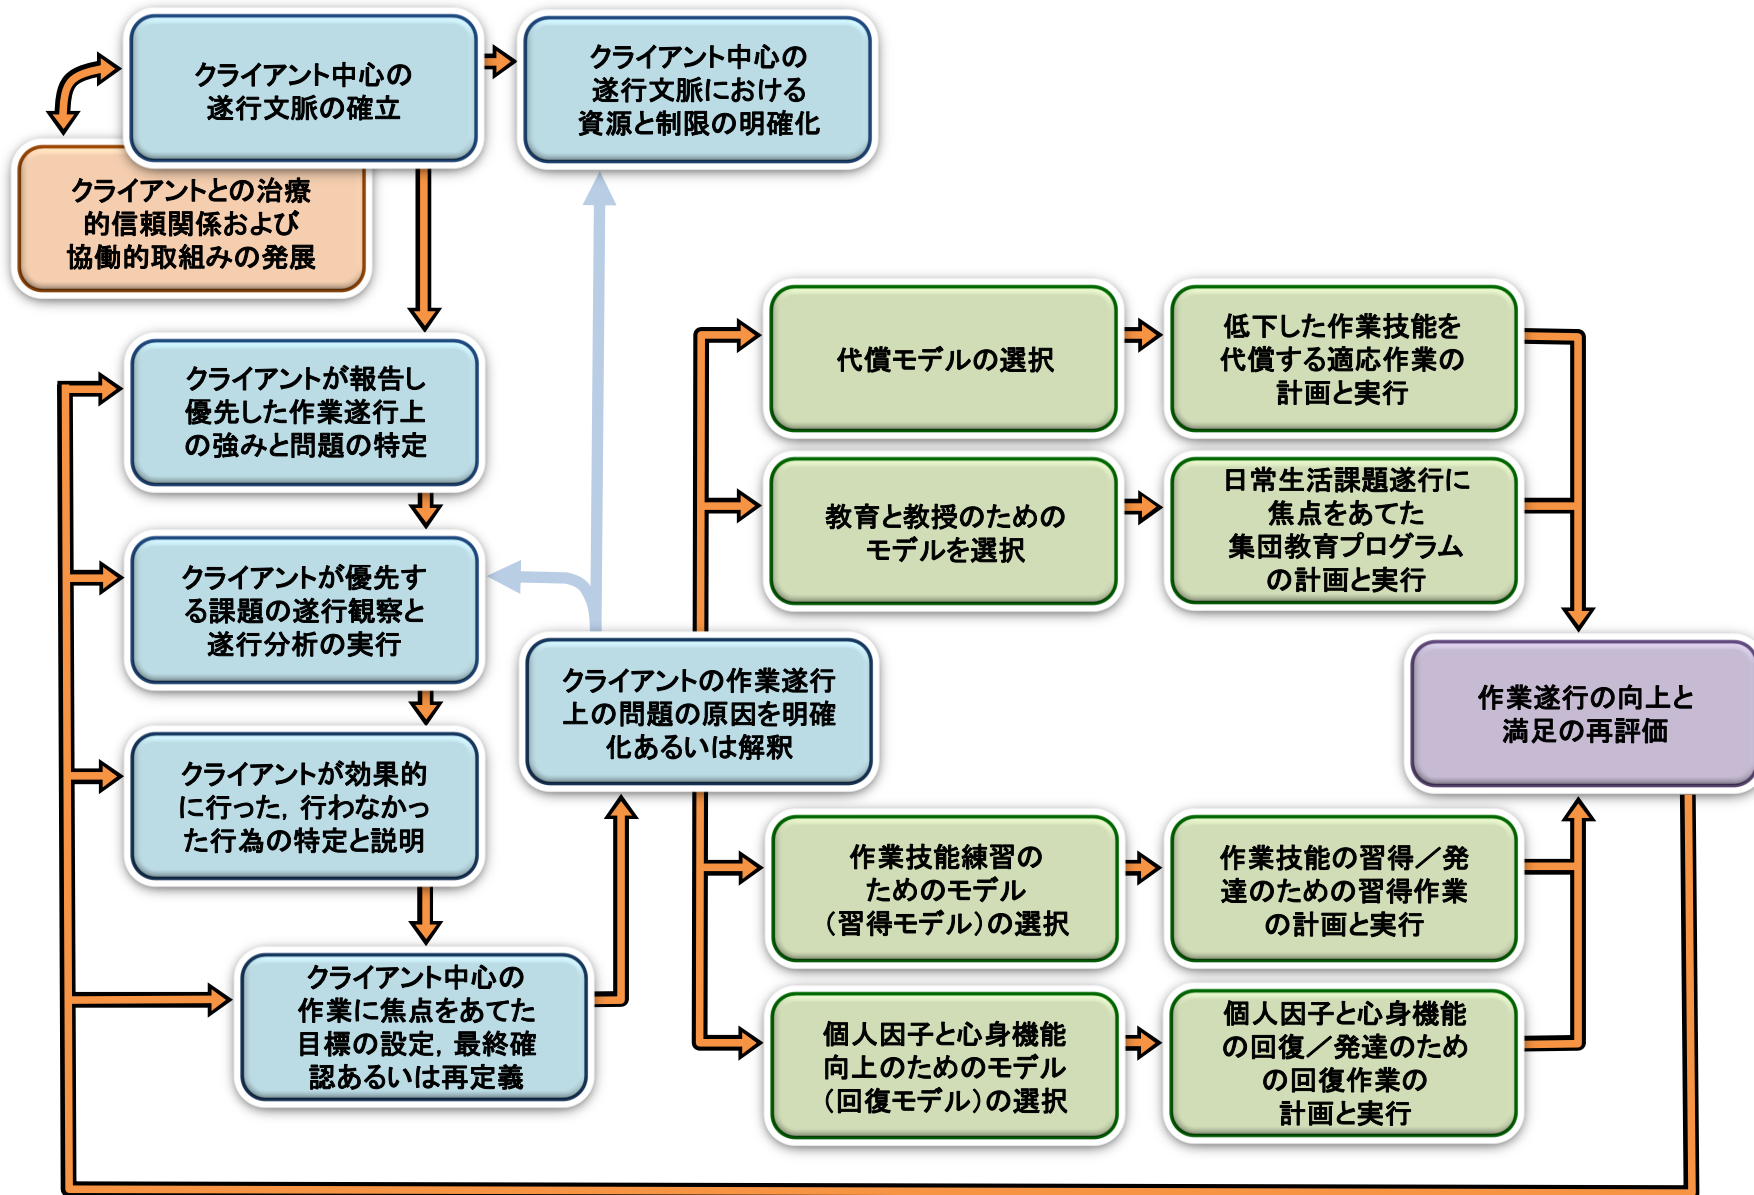 クライアント中心の
遂行文脈の確立
クライアント中心の
遂行文脈における
資源と制限の明確化
クライアントとの治療
的信頼関係および
協働的取組みの発展
クライアントが報告し
優先した作業遂行上
の強みと問題の特定
クライアントが優先す
る課題の遂行観察と
遂行分析の実行
クライアントが効果的
に行った，行わなかっ
た行為の特定と説明
クライアント中心の
作業に焦点をあてた
目標の設定，最終確
認あるいは再定義
クライアントの作業遂行
上の問題の原因を明確
化あるいは解釈
代償モデルの選択
低下した作業技能を
代償する適応作業の
計画と実行
教育と教授のための
モデルを選択
日常生活課題遂行に
焦点をあてた
集団教育プログラム
の計画と実行
作業技能練習の
ためのモデル
（習得モデル）の選択
作業技能の習得／発
達のための習得作業
の計画と実行
個人因子と心身機能
向上のためのモデル
（回復モデル）の選択
個人因子と心身機能
の回復／発達のため
の回復作業の
計画と実行
作業遂行の向上と
満足の再評価